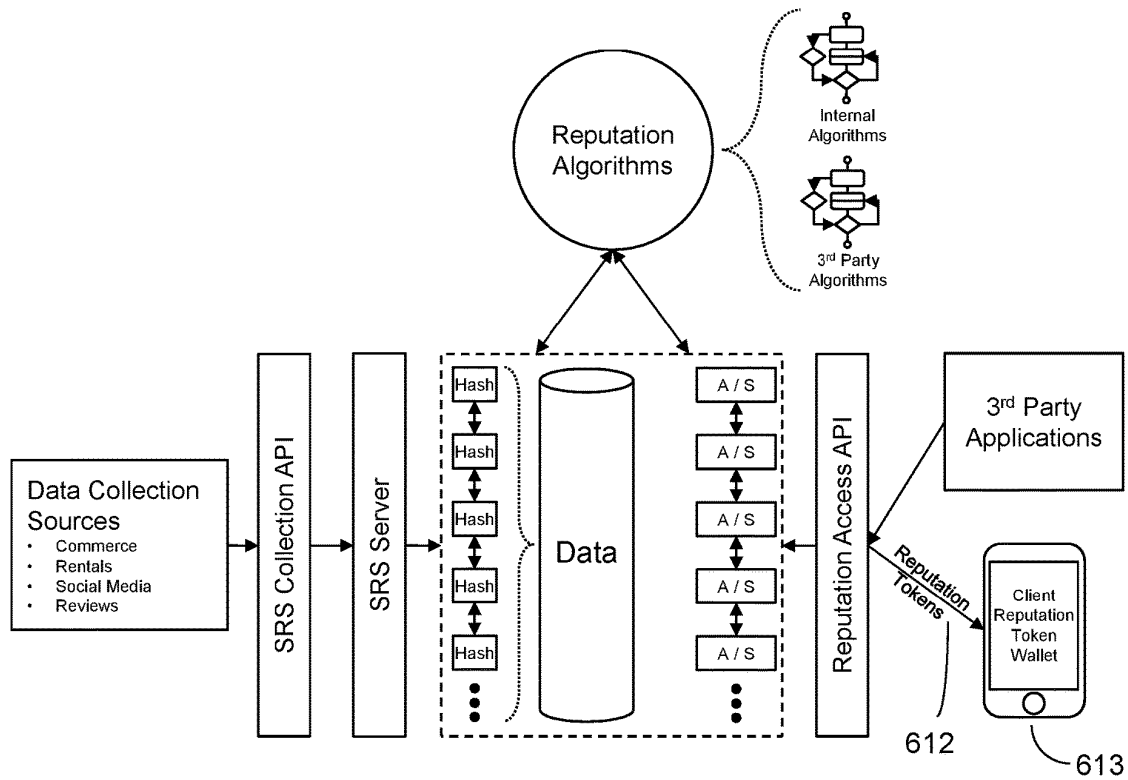 Reputation
Algorithms
Internal
Algorithms
3rd Party
Algorithms
Data Collection
Sources
• Commerce
• Rentals
• Social Media
• Reviews
SRS Collection API
SRS Server
Hash
Hash
Hash
Hash
Hash
Data
A / S
A / S
A / S
A / S
A / S
Reputation Access API
3rd Party
Applications
Reputation
Tokens
Client
Reputation
Token
Wallet
612
613